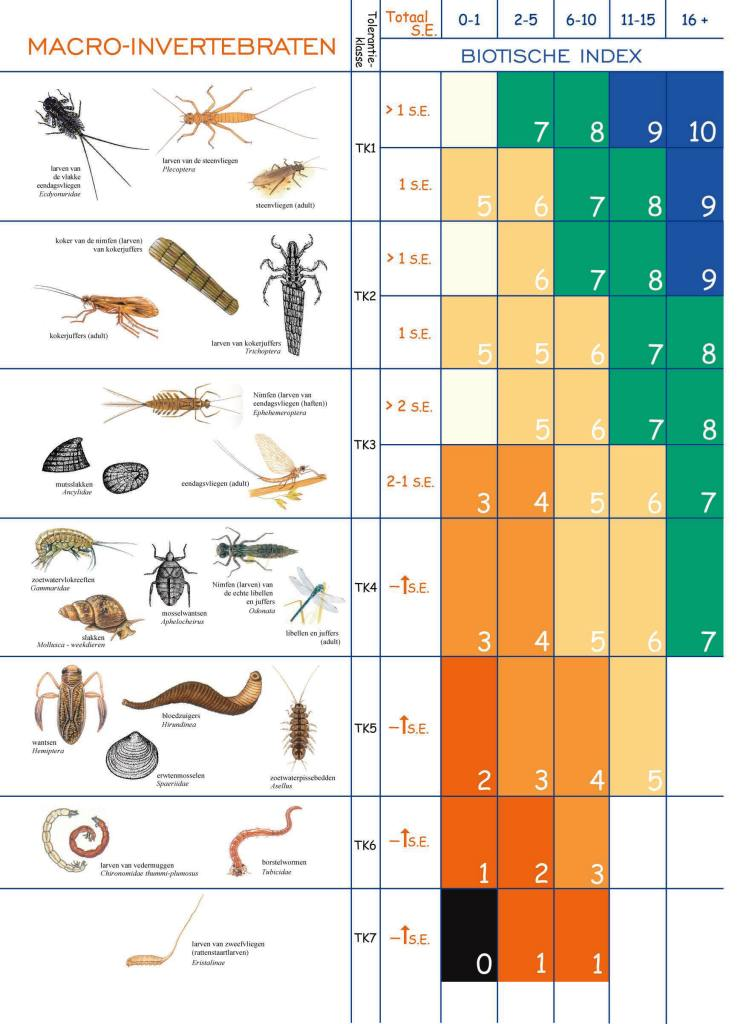 MACRO-INVERTEBRATEN
Tolerantie-
klasse
Totaal
S.E.
0-1
2-5
6-10
11-15
16 +
BIOTISCHE INDEX
larven van
de vlakke
eendagsvliegen
Ecdyonuridae
larven van de steenvliegen
Plecoptera
steenvliegen (adult)
TK1
> 1 S.E.
7
8
9
10
1 S.E.
5
6
7
8
9
koker van de nimfen (larven)
van kokerjuffers
kokerjuffers (adult)
larven van kokerjuffers
Trichoptera
TK2
> 1 S.E.
6
7
8
9
1 S.E.
5
5
6
7
8
Nimfen (larven van
eendagsvliegen (haften))
Ephehemeroptera
mutsslakken
Ancylidae
eendagsvliegen (adult)
TK3
> 2 S.E.
5
6
7
8
2-1 S.E.
3
4
5
6
7
zoetwatervlokreeften
Gammaridae
mosselwantsen
Aphelocheirus
Nimfen (larven) van
de echte libellen
en juffers
Odonata
slakken
Mollusca - weekdieren
libellen en juffers
(adult)
TK4
–↑S.E.
3
4
5
6
7
wantsen
Hemiptera
bloedzuigers
Hirundinea
erwtenmosselen
Spaeriidae
zoetwaterpissebedden
Asellus
TK5
–↑S.E.
2
3
4
5
larven van vedermuggen
Chironomidae thummi-plumosus
borstelwormen
Tubicidae
TK6
–↑S.E.
1
2
3
larven van zweefvliegen
(rattenstaartlarven)
Eristalinae
TK7
–↑S.E.
0
1
1